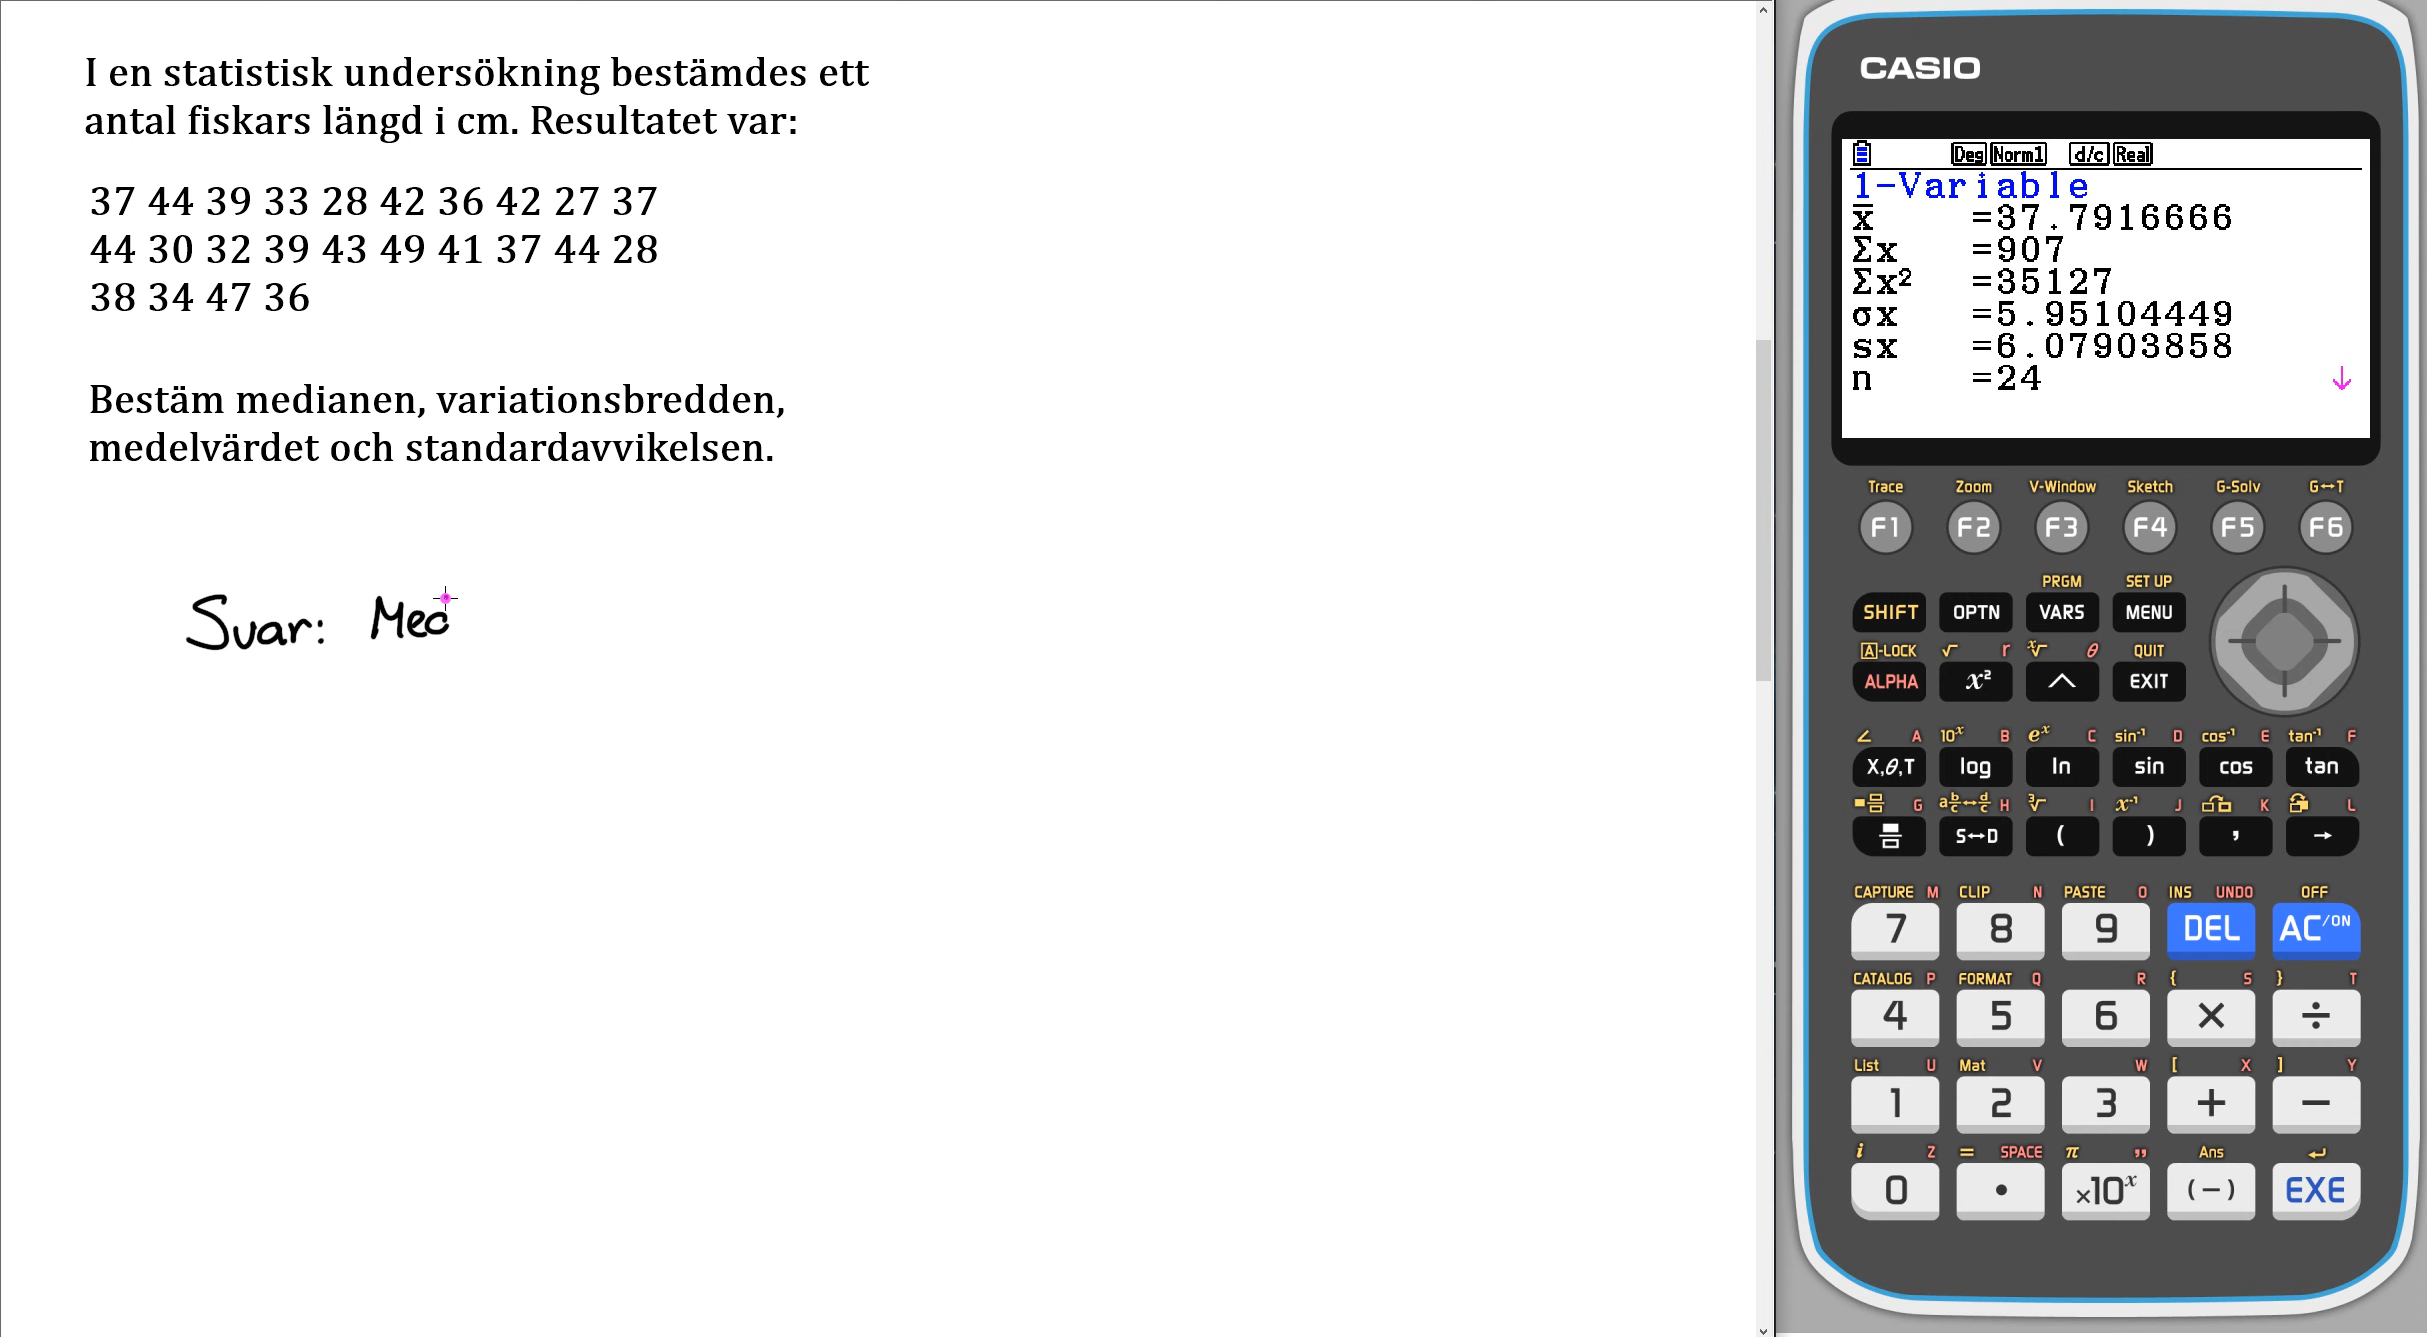 I en statistisk undersökning bestämdes ett
antal fiskars längd i cm. Resultatet var:
37 44 39 33 28 42 36 42 27 37
44 30 32 39 43 49 41 37 44 28
38 34 47 36
Bestäm medianen, variationsbredden,
medelvärdet och standardavvikelsen.
Svar: Mec
CASIO
Deg Norm1 d/c Real
1-Variable
x̅ =37.7916666
Σx =907
Σx² =35127
σx =5.95104449
sx =6.07903858
n =24 ↓
Trace Zoom V-Window Sketch G-Solv G↔T
F1 F2 F3 F4 F5 F6
PRGM SET UP
SHIFT OPTN VARS MENU
A-LOCK √ r ˣ√ θ QUIT
ALPHA x² ^ EXIT
∠ A 10ˣ B eˣ C sin⁻¹ D cos⁻¹ E tan⁻¹ F
X,θ,T log ln sin cos tan
G a b/c↔d/c H ³√ I x⁻¹ J K L
S↔D ( ) , →
CAPTURE M CLIP N PASTE O INS UNDO OFF
7 8 9 DEL AC/ON
CATALOG P FORMAT Q R { S } T
4 5 6 × ÷
List U Mat V W [ X ] Y
1 2 3 + −
i Z = SPACE π " Ans ↵
0 • ×10ˣ (−) EXE